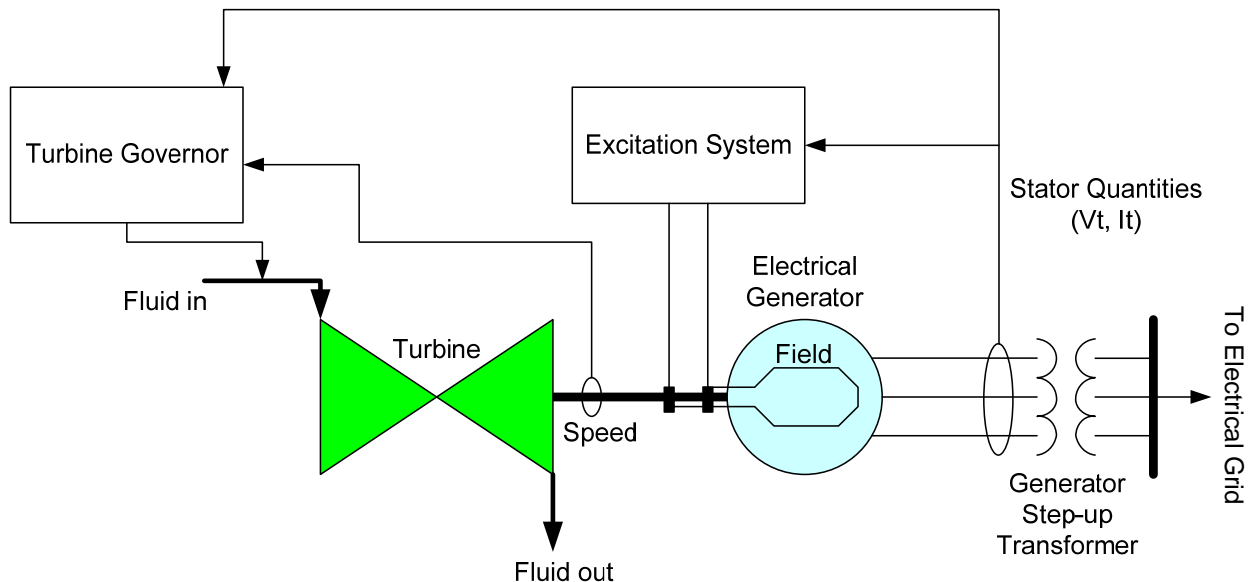 Turbine Governor
Excitation System
Stator Quantities
(Vt, It)
Fluid in
Turbine
Electrical
Generator
Field
Speed
Generator
Step-up
Transformer
To Electrical Grid
Fluid out